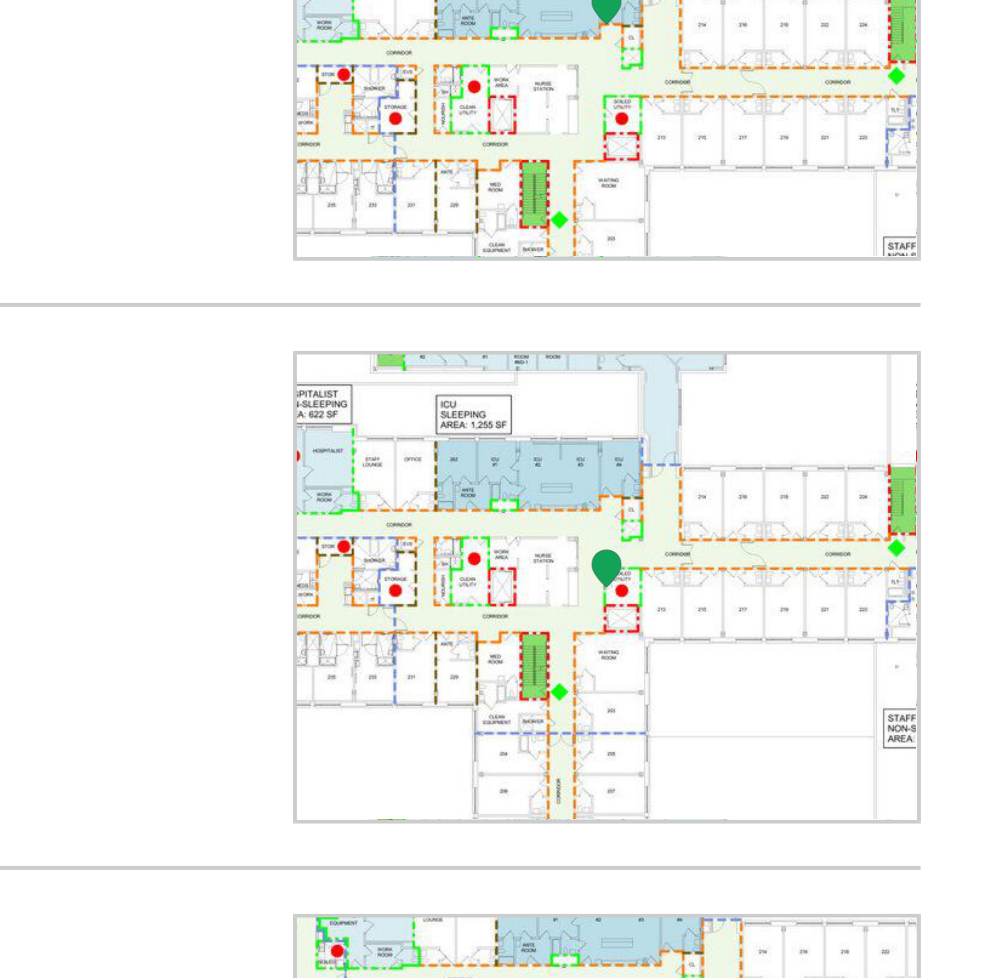 WORK
ROOM
ANTE
ROOM
CL
214
216
218
222
224
CORRIDOR
CORRIDOR
CORRIDOR
STOR
SHOWER
EVS
STORAGE
NOURISH
CLEAN
UTILITY
WORK
AREA
NURSE
STATION
SOILED
UTILITY
213
215
217
219
221
223
TLT
CORRIDOR
CORRIDOR
ANTE
MED
ROOM
WAITING
ROOM
235
233
231
229
203
CLEAN
EQUIPMENT
SHOWER
STAFF
PITALIST
-SLEEPING
A: 622 SF
ICU
SLEEPING
AREA: 1,255 SF
#2
#1
ROOM
ROOM
HOSPITALIST
STAFF
LOUNGE
OFFICE
202
ICU
#1
ICU
#2
ICU
#3
ICU
#4
WORK
ROOM
ANTE
ROOM
CL
214
216
218
222
224
CORRIDOR
CORRIDOR
CORRIDOR
STOR
SHOWER
EVS
STORAGE
NOURISH
CLEAN
UTILITY
WORK
AREA
NURSE
STATION
UTILITY
213
215
217
219
221
223
TLT
CORRIDOR
CORRIDOR
ANTE
MED
ROOM
WAITING
ROOM
235
233
231
229
203
CLEAN
EQUIPMENT
SHOWER
STAFF
NON-S
AREA:
204
205
206
207
CORRIDOR
EQUIPMENT
LOUNGE
#1
#2
#3
#4
WORK
ROOM
ANTE
ROOM
CL
214
216
218
222